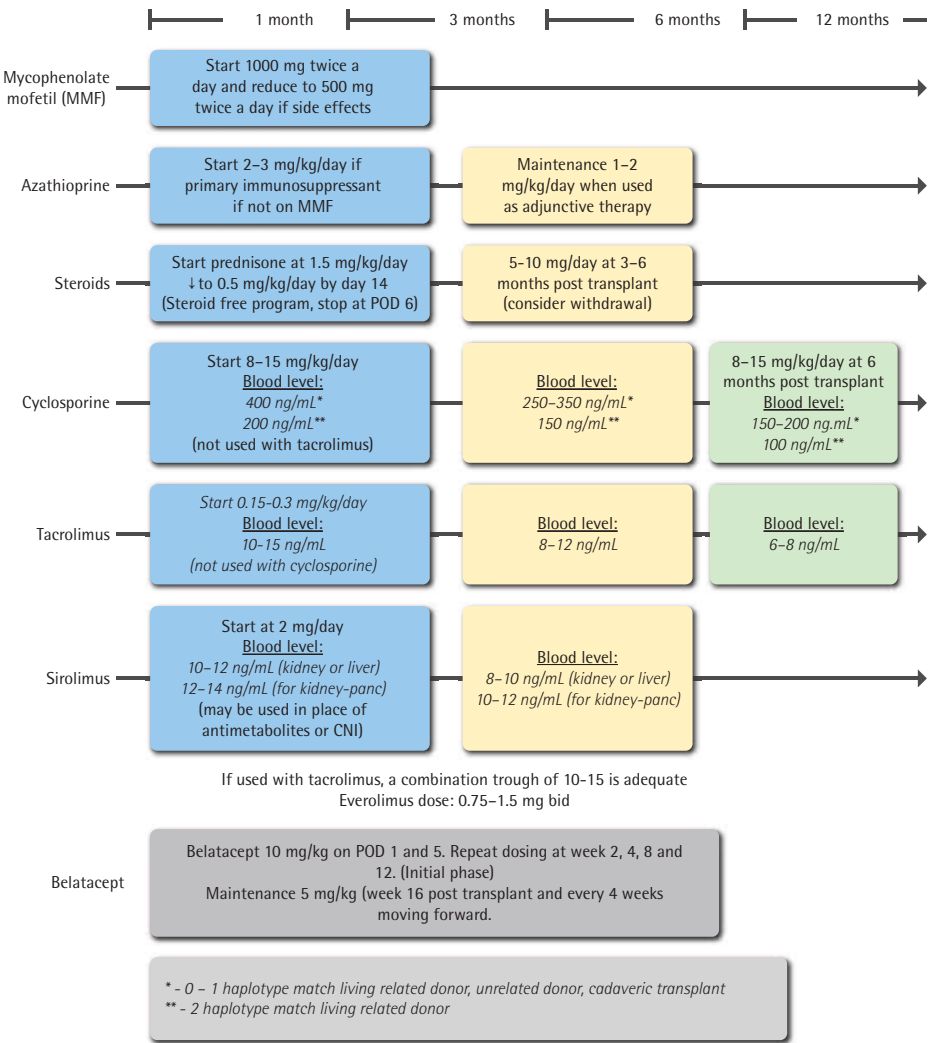 1 month
3 months
6 months
12 months
Mycophenolate
mofetil (MMF)
Start 1000 mg twice a
day and reduce to 500 mg
twice a day if side effects
Azathioprine
Start 2–3 mg/kg/day if
primary immunosuppressant
if not on MMF
Maintenance 1–2
mg/kg/day when used
as adjunctive therapy
Steroids
Start prednisone at 1.5 mg/kg/day
↓ to 0.5 mg/kg/day by day 14
(Steroid free program, stop at POD 6)
5-10 mg/day at 3–6
months post transplant
(consider withdrawal)
Cyclosporine
Start 8–15 mg/kg/day
Blood level:
400 ng/mL*
200 ng/mL**
(not used with tacrolimus)
Blood level:
250–350 ng/mL*
150 ng/mL**
8–15 mg/kg/day at 6
months post transplant
Blood level:
150–200 ng.mL*
100 ng/mL**
Tacrolimus
Start 0.15-0.3 mg/kg/day
Blood level:
10-15 ng/mL
(not used with cyclosporine)
Blood level:
8–12 ng/mL
Blood level:
6–8 ng/mL
Sirolimus
Start at 2 mg/day
Blood level:
10–12 ng/mL (kidney or liver)
12–14 ng/mL (for kidney-panc)
(may be used in place of
antimetabolites or CNI)
Blood level:
8–10 ng/mL (kidney or liver)
10–12 ng/mL (for kidney-panc)
If used with tacrolimus, a combination trough of 10-15 is adequate
Everolimus dose: 0.75–1.5 mg bid
Belatacept
Belatacept 10 mg/kg on POD 1 and 5. Repeat dosing at week 2, 4, 8 and
12. (Initial phase)
Maintenance 5 mg/kg (week 16 post transplant and every 4 weeks
moving forward.
* - 0 – 1 haplotype match living related donor, unrelated donor, cadaveric transplant
** - 2 haplotype match living related donor